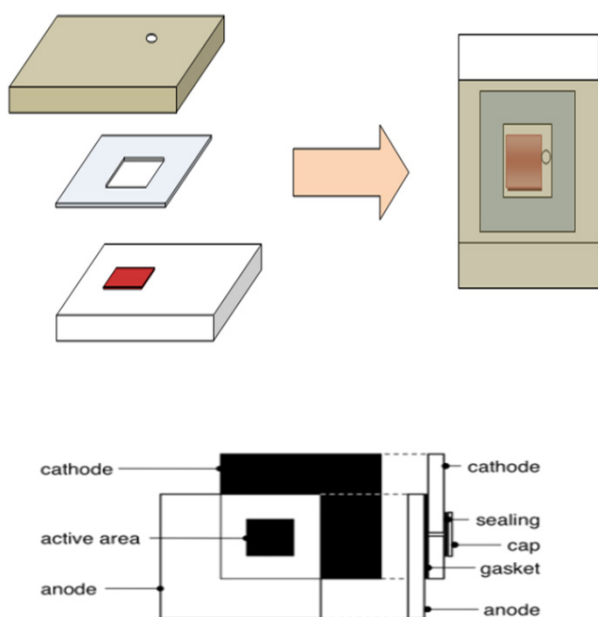 cathode
cathode
sealing
active area
cap
gasket
anode
anode